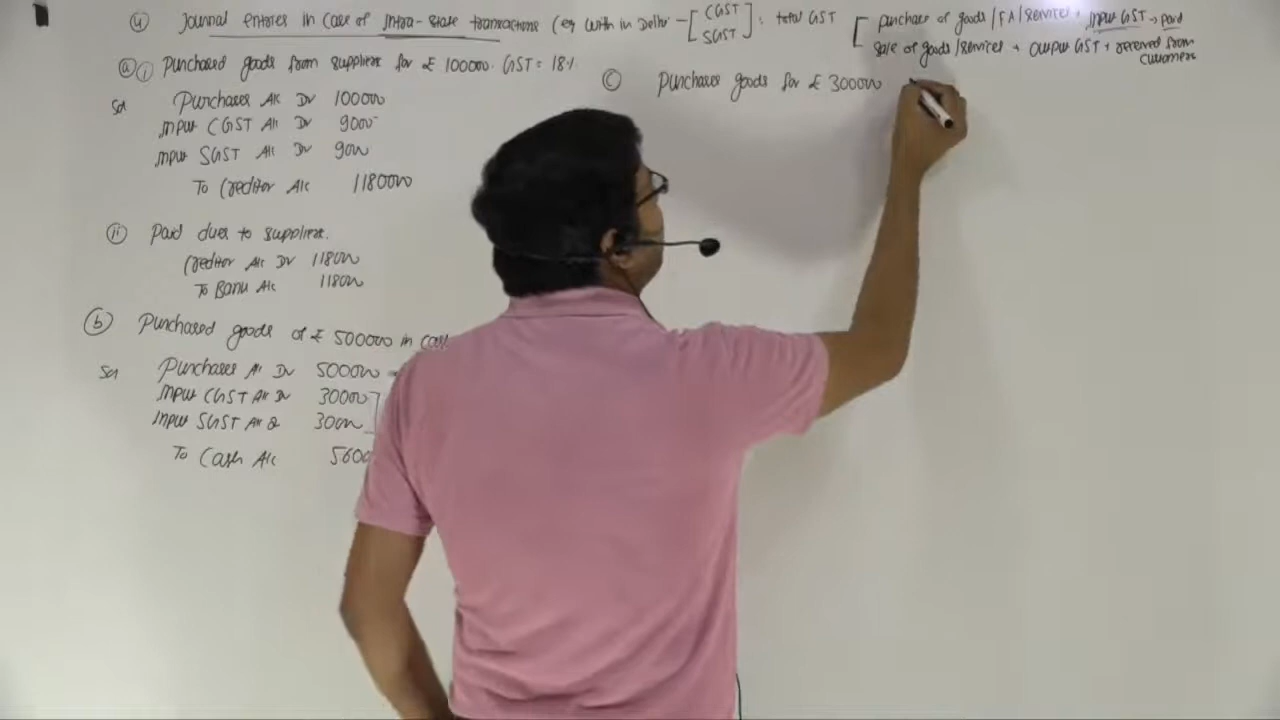 ④ Journal entries in case of Intra-state transactions (eg with in Delhi - [ CGST SGST ] : total GST
[ purchase of goods / FA / services + Input GST → paid
sale of goods / services + Output GST + received from customers
ⓐ ⓘ Purchased goods from suppliers for ₤ 100000. GST = 18%
Sol Purchases A/c Dr 100000
Input CGST A/c Dr 9000
Input SGST A/c Dr 9000
To Creditor A/c 118000
ⓘⓘ Paid dues to suppliers.
Creditor A/c Dr 118000
To Bank A/c 118000
ⓑ Purchased goods of ₤ 500000 in cash
Sol Purchases A/c Dr 500000
Input CGST A/c Dr 30000
Input SGST A/c Dr 30000
To Cash A/c 560
ⓒ Purchases goods for ₤ 300000